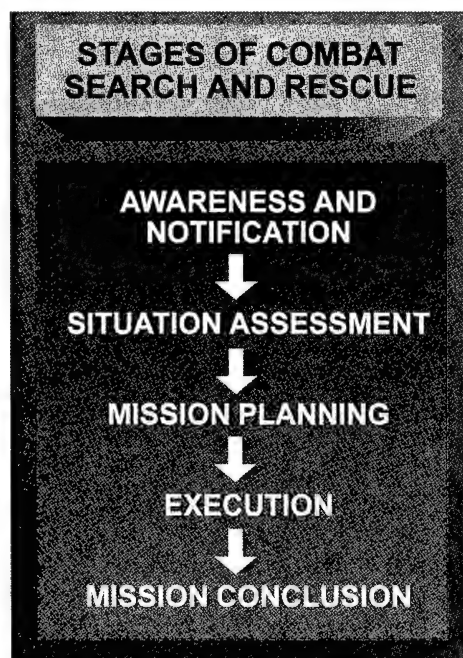 STAGES OF COMBAT
SEARCH AND RESCUE
AWARENESS AND
NOTIFICATION
SITUATION ASSESSMENT
MISSION PLANNING
EXECUTION
MISSION CONCLUSION